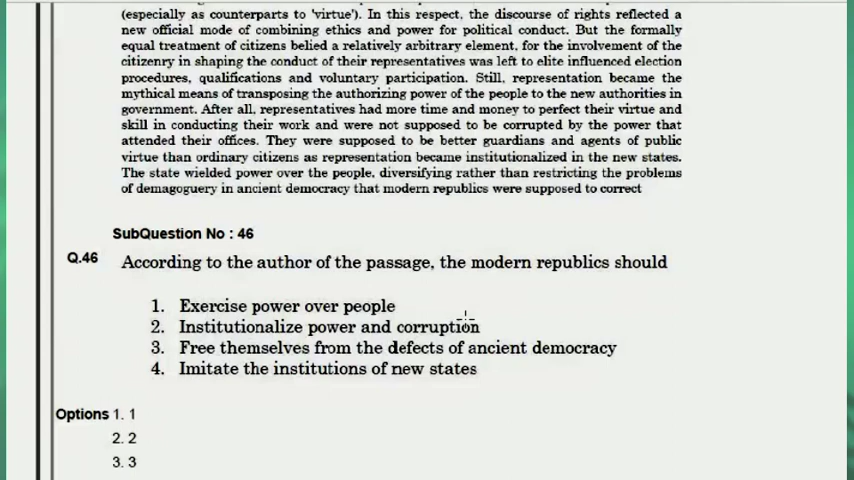 (especially as counterparts to 'virtue'). In this respect, the discourse of rights reflected a
new official mode of combining ethics and power for political conduct. But the formally
equal treatment of citizens belied a relatively arbitrary element, for the involvement of the
citizenry in shaping the conduct of their representatives was left to elite influenced election
procedures, qualifications and voluntary participation. Still, representation became the
mythical means of transposing the authorizing power of the people to the new authorities in
government. After all, representatives had more time and money to perfect their virtue and
skill in conducting their work and were not supposed to be corrupted by the power that
attended their offices. They were supposed to be better guardians and agents of public
virtue than ordinary citizens as representation became institutionalized in the new states.
The state wielded power over the people, diversifying rather than restricting the problems
of demagoguery in ancient democracy that modern republics were supposed to correct
SubQuestion No : 46
Q.46 According to the author of the passage, the modern republics should
1. Exercise power over people
2. Institutionalize power and corruption
3. Free themselves from the defects of ancient democracy
4. Imitate the institutions of new states
Options 1. 1
2. 2
3. 3